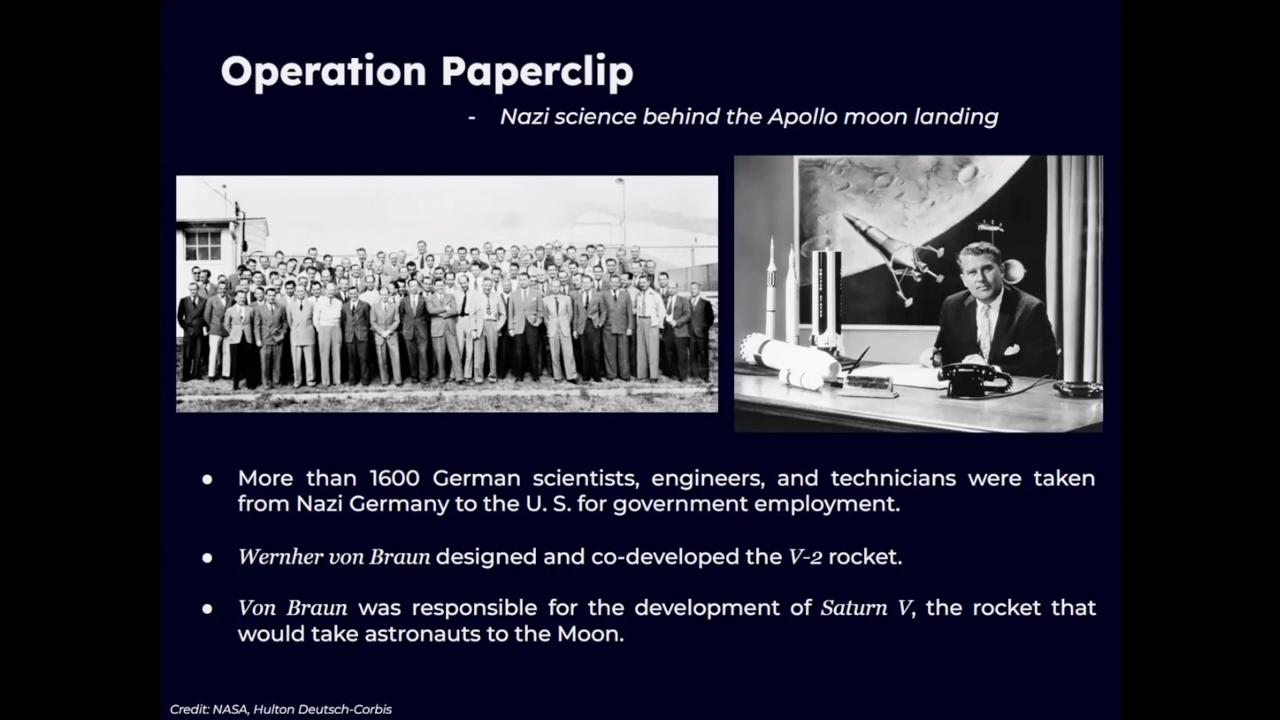 Operation Paperclip
- Nazi science behind the Apollo moon landing
● More than 1600 German scientists, engineers, and technicians were taken
from Nazi Germany to the U. S. for government employment.
● Wernher von Braun designed and co-developed the V-2 rocket.
● Von Braun was responsible for the development of Saturn V, the rocket that
would take astronauts to the Moon.
Credit: NASA, Hulton Deutsch-Corbis